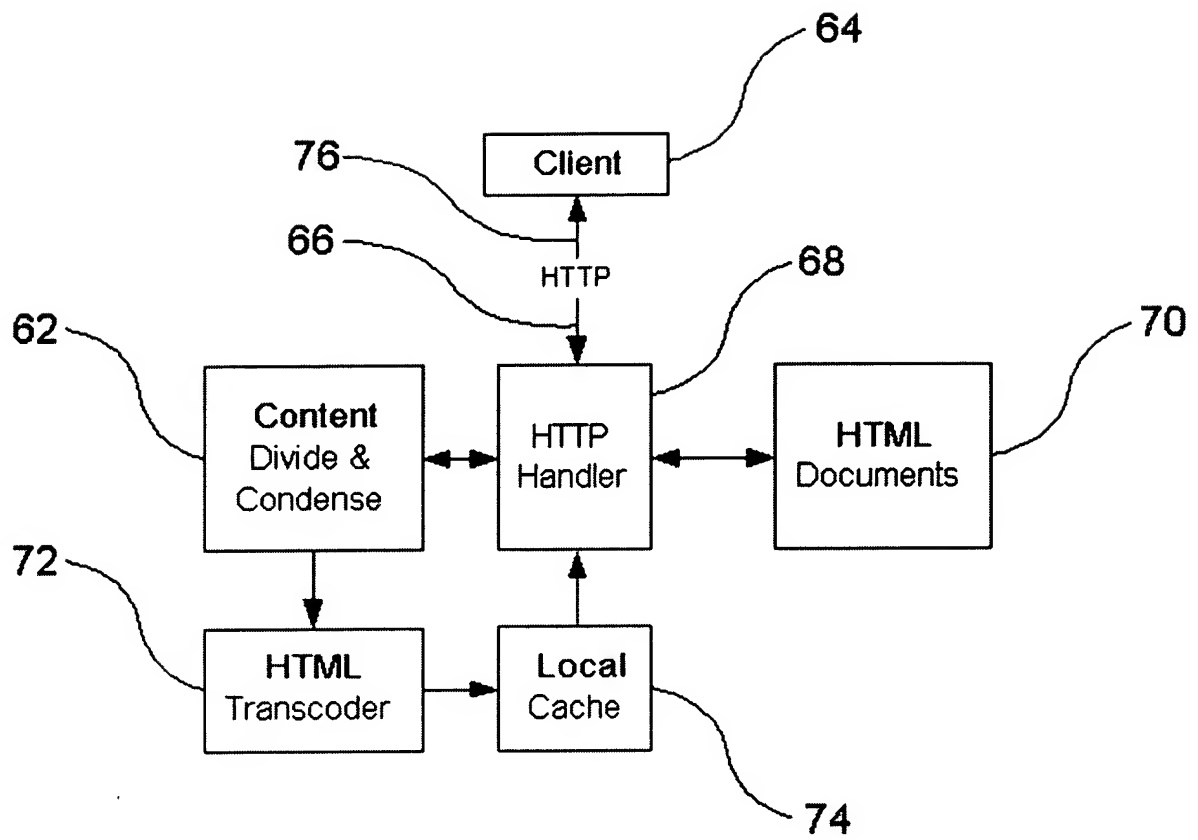 64
76
Client
66
HTTP
68
62
70
Content
Divide &
Condense
HTTP
Handler
HTML
Documents
72
HTML
Transcoder
Local
Cache
74